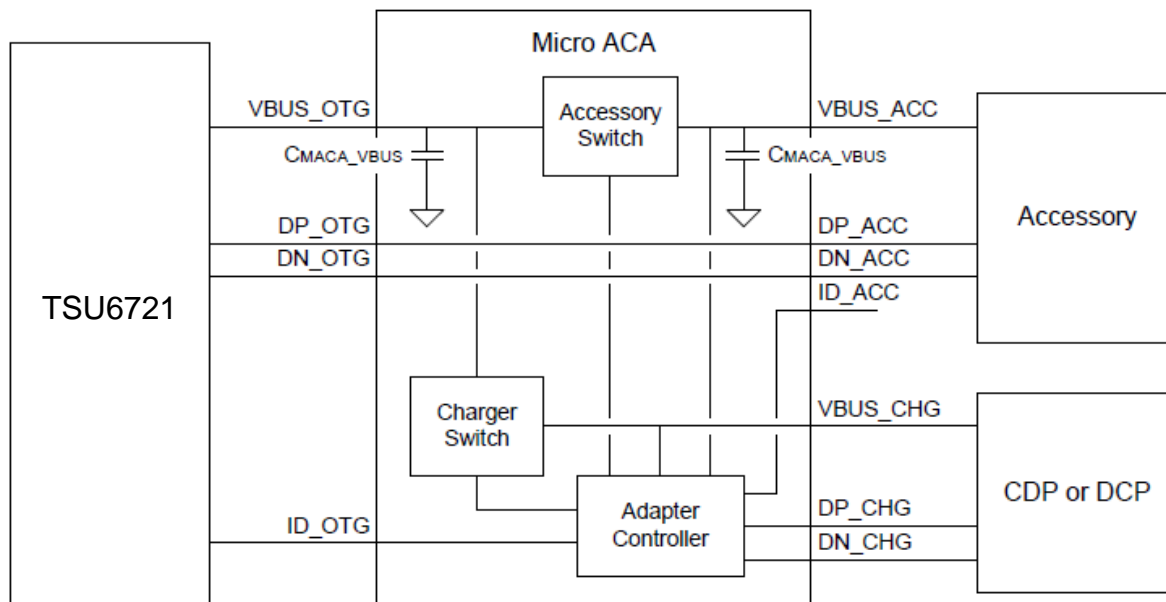 Micro ACA
VBUS_OTG
Accessory
Switch
VBUS_ACC
CMACA_VBUS
CMACA_VBUS
DP_OTG
DP_ACC
DN_OTG
DN_ACC
ID_ACC
Accessory
TSU6721
Charger
Switch
VBUS_CHG
CDP or DCP
Adapter
Controller
DP_CHG
DN_CHG
ID_OTG